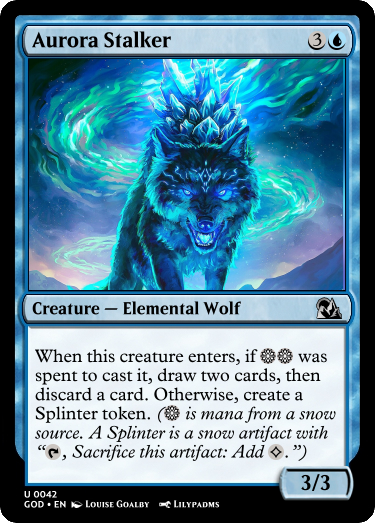 Aurora Stalker 3
Creature — Elemental Wolf
When this creature enters, if was
spent to cast it, draw two cards, then
discard a card. Otherwise, create a
Splinter token. ( is mana from a snow
source. A Splinter is a snow artifact with
“, Sacrifice this artifact: Add .”)
3/3
U 0042
GOD • EN Louise Goalby Lilypadms